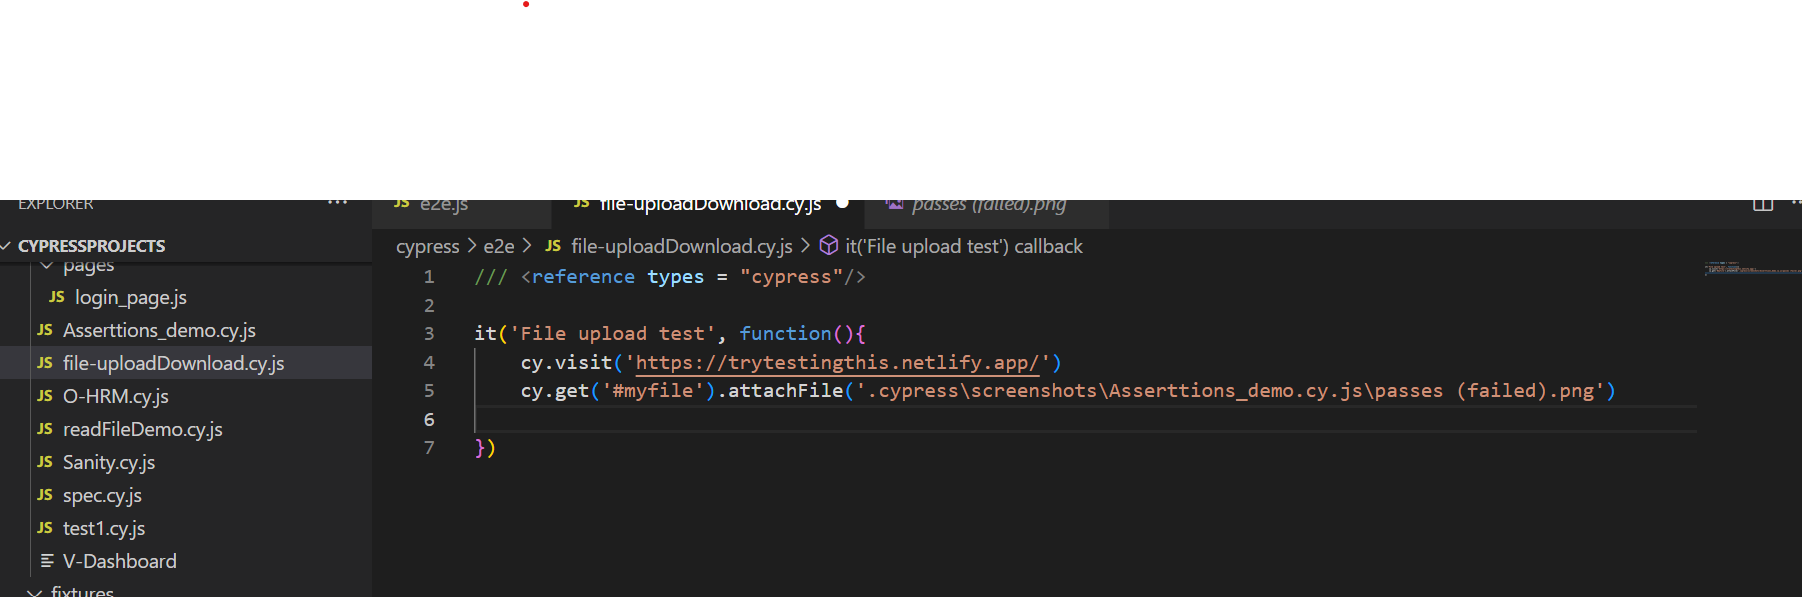 EXPLORER ...
JS e2e.js
JS file-uploadDownload.cy.js
passes (failed).png
CYPRESSPROJECTS
pages
JS login_page.js
JS Asserttions_demo.cy.js
JS file-uploadDownload.cy.js
JS O-HRM.cy.js
JS readFileDemo.cy.js
JS Sanity.cy.js
JS spec.cy.js
JS test1.cy.js
V-Dashboard
fixtures
cypress > e2e > JS file-uploadDownload.cy.js > it('File upload test') callback
1 /// <reference types = "cypress"/>
2
3 it('File upload test', function(){
4 cy.visit('https://trytestingthis.netlify.app/')
5 cy.get('#myfile').attachFile('.cypress\screenshots\Asserttions_demo.cy.js\passes (failed).png')
6
7 })